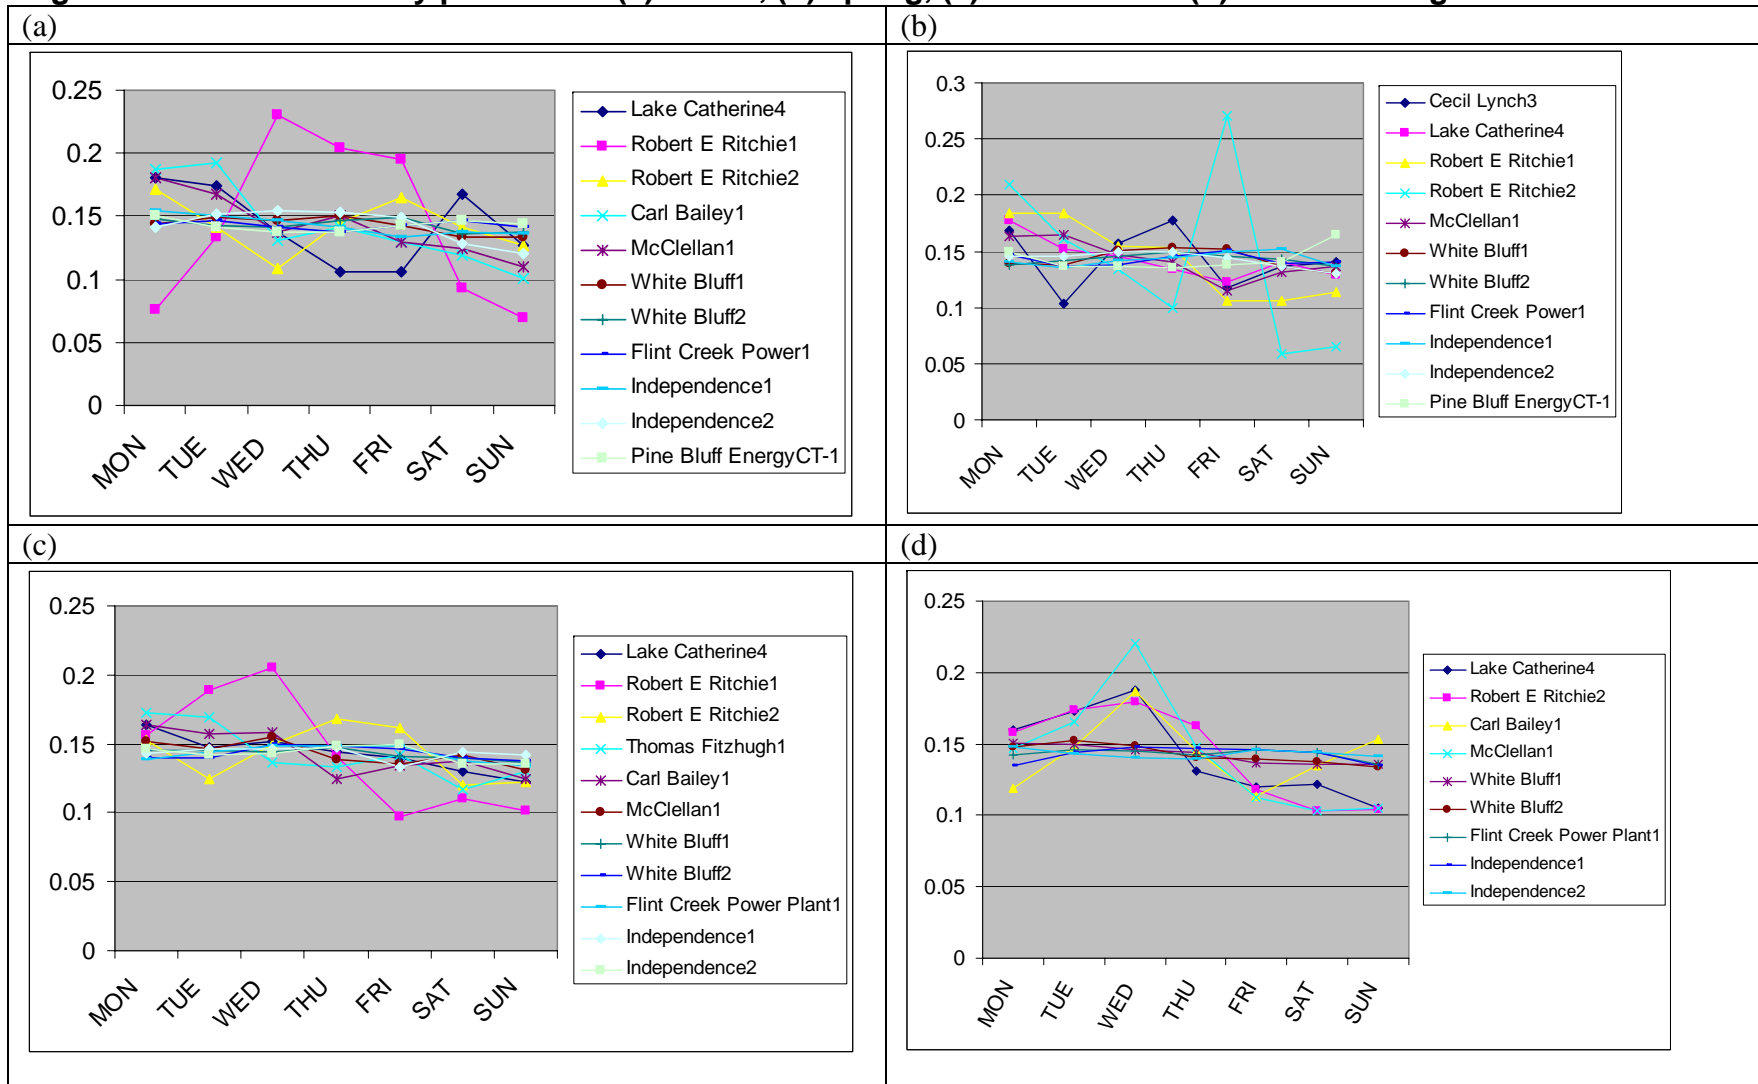 (a)
(b)
0.25
0.2
0.15
0.1
0.05
0
MON
TUE
WED
THU
FRI
SAT
SUN
Lake Catherine4
Robert E Ritchie1
Robert E Ritchie2
Carl Bailey1
McClellan1
White Bluff1
White Bluff2
Flint Creek Power1
Independence1
Independence2
Pine Bluff EnergyCT-1
0.3
0.25
0.2
0.15
0.1
0.05
0
MON
TUE
WED
THU
FRI
SAT
SUN
Cecil Lynch3
Lake Catherine4
Robert E Ritchie1
Robert E Ritchie2
McClellan1
White Bluff1
White Bluff2
Flint Creek Power1
Independence1
Independence2
Pine Bluff EnergyCT-1
(c)
(d)
0.25
0.2
0.15
0.1
0.05
0
MON
TUE
WED
THU
FRI
SAT
SUN
Lake Catherine4
Robert E Ritchie1
Robert E Ritchie2
Thomas Fitzhugh1
Carl Bailey1
McClellan1
White Bluff1
White Bluff2
Flint Creek Power Plant1
Independence1
Independence2
0.25
0.2
0.15
0.1
0.05
0
MON
TUE
WED
THU
FRI
SAT
SUN
Lake Catherine4
Robert E Ritchie2
Carl Bailey1
McClellan1
White Bluff1
White Bluff2
Flint Creek Power Plant1
Independence1
Independence2